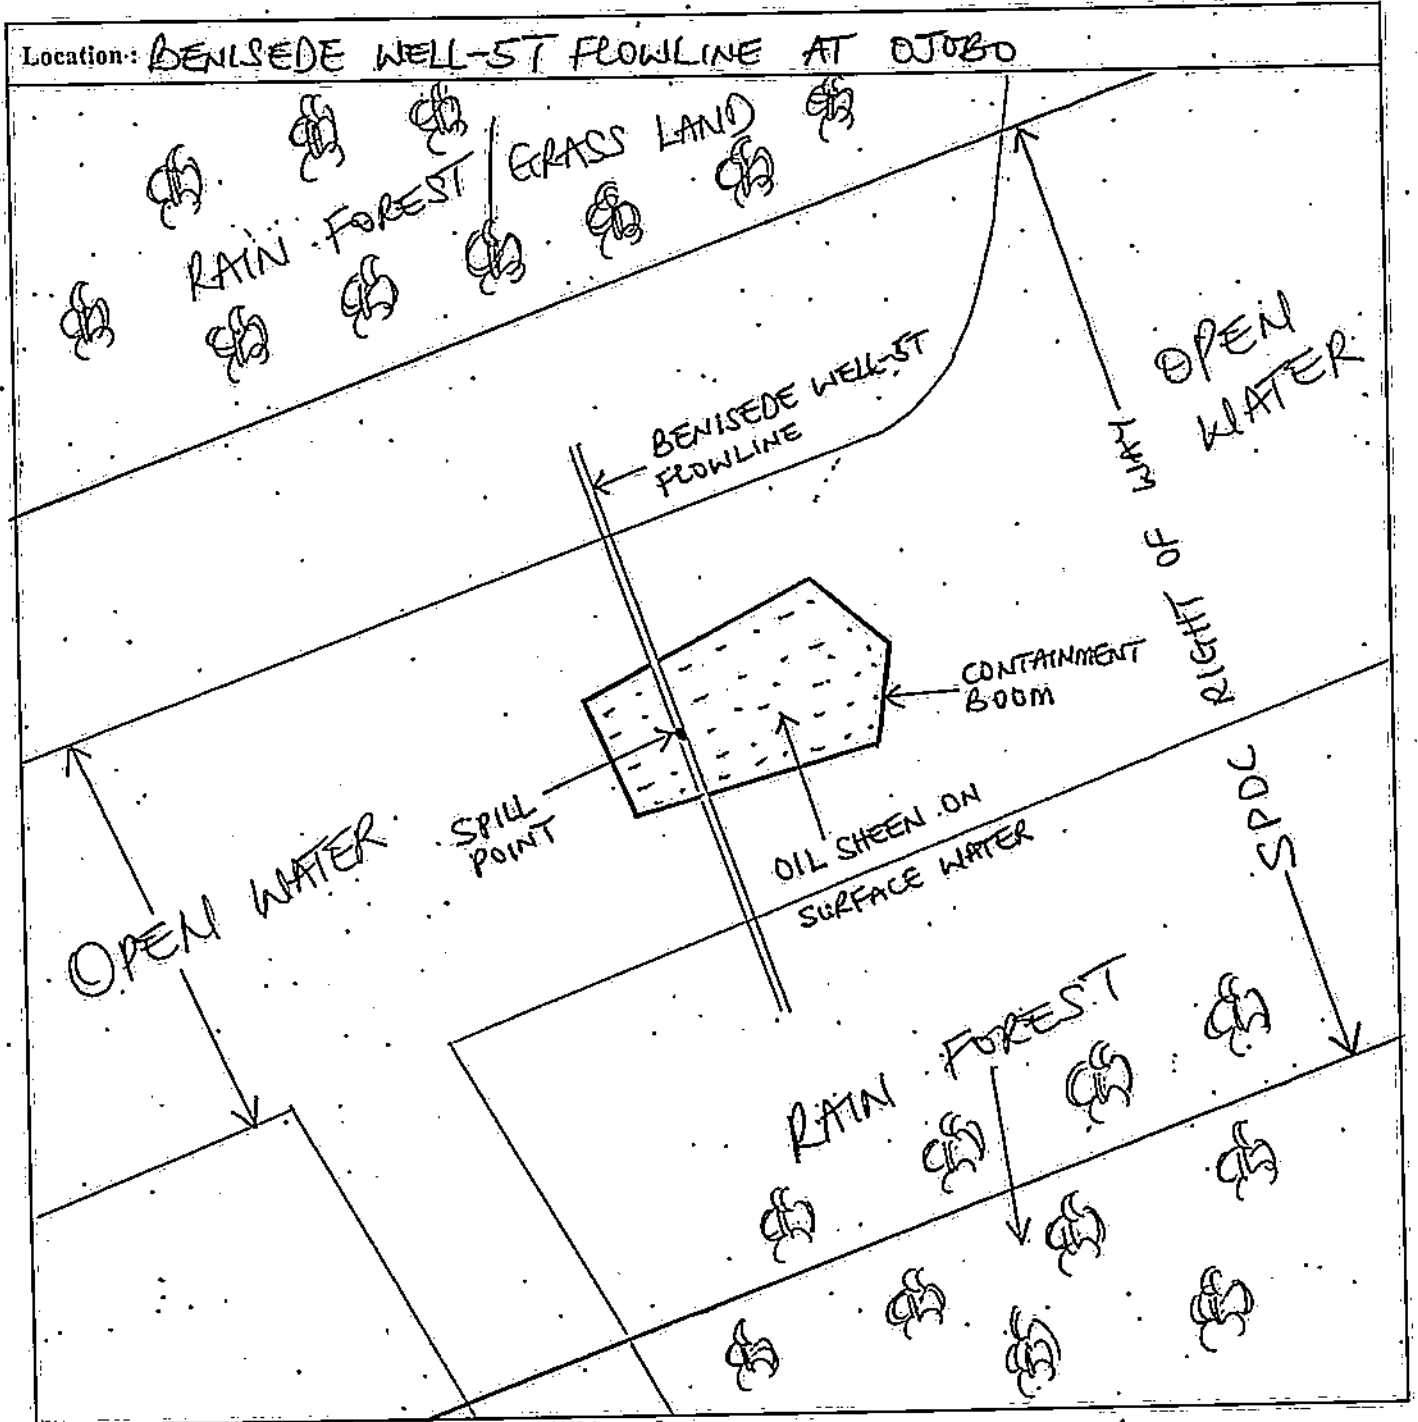 Location: BENISEDE WELL-5T FLOWLINE AT OJOBO
RAIN FOREST
GRASS LAND
BENISEDE WELL-5T
FLOWLINE
OPEN
WATER
SPDC RIGHT OF WAY
CONTAINMENT
BOOM
SPILL
POINT
OIL SHEEN ON
SURFACE WATER
OPEN WATER
RAIN FOREST